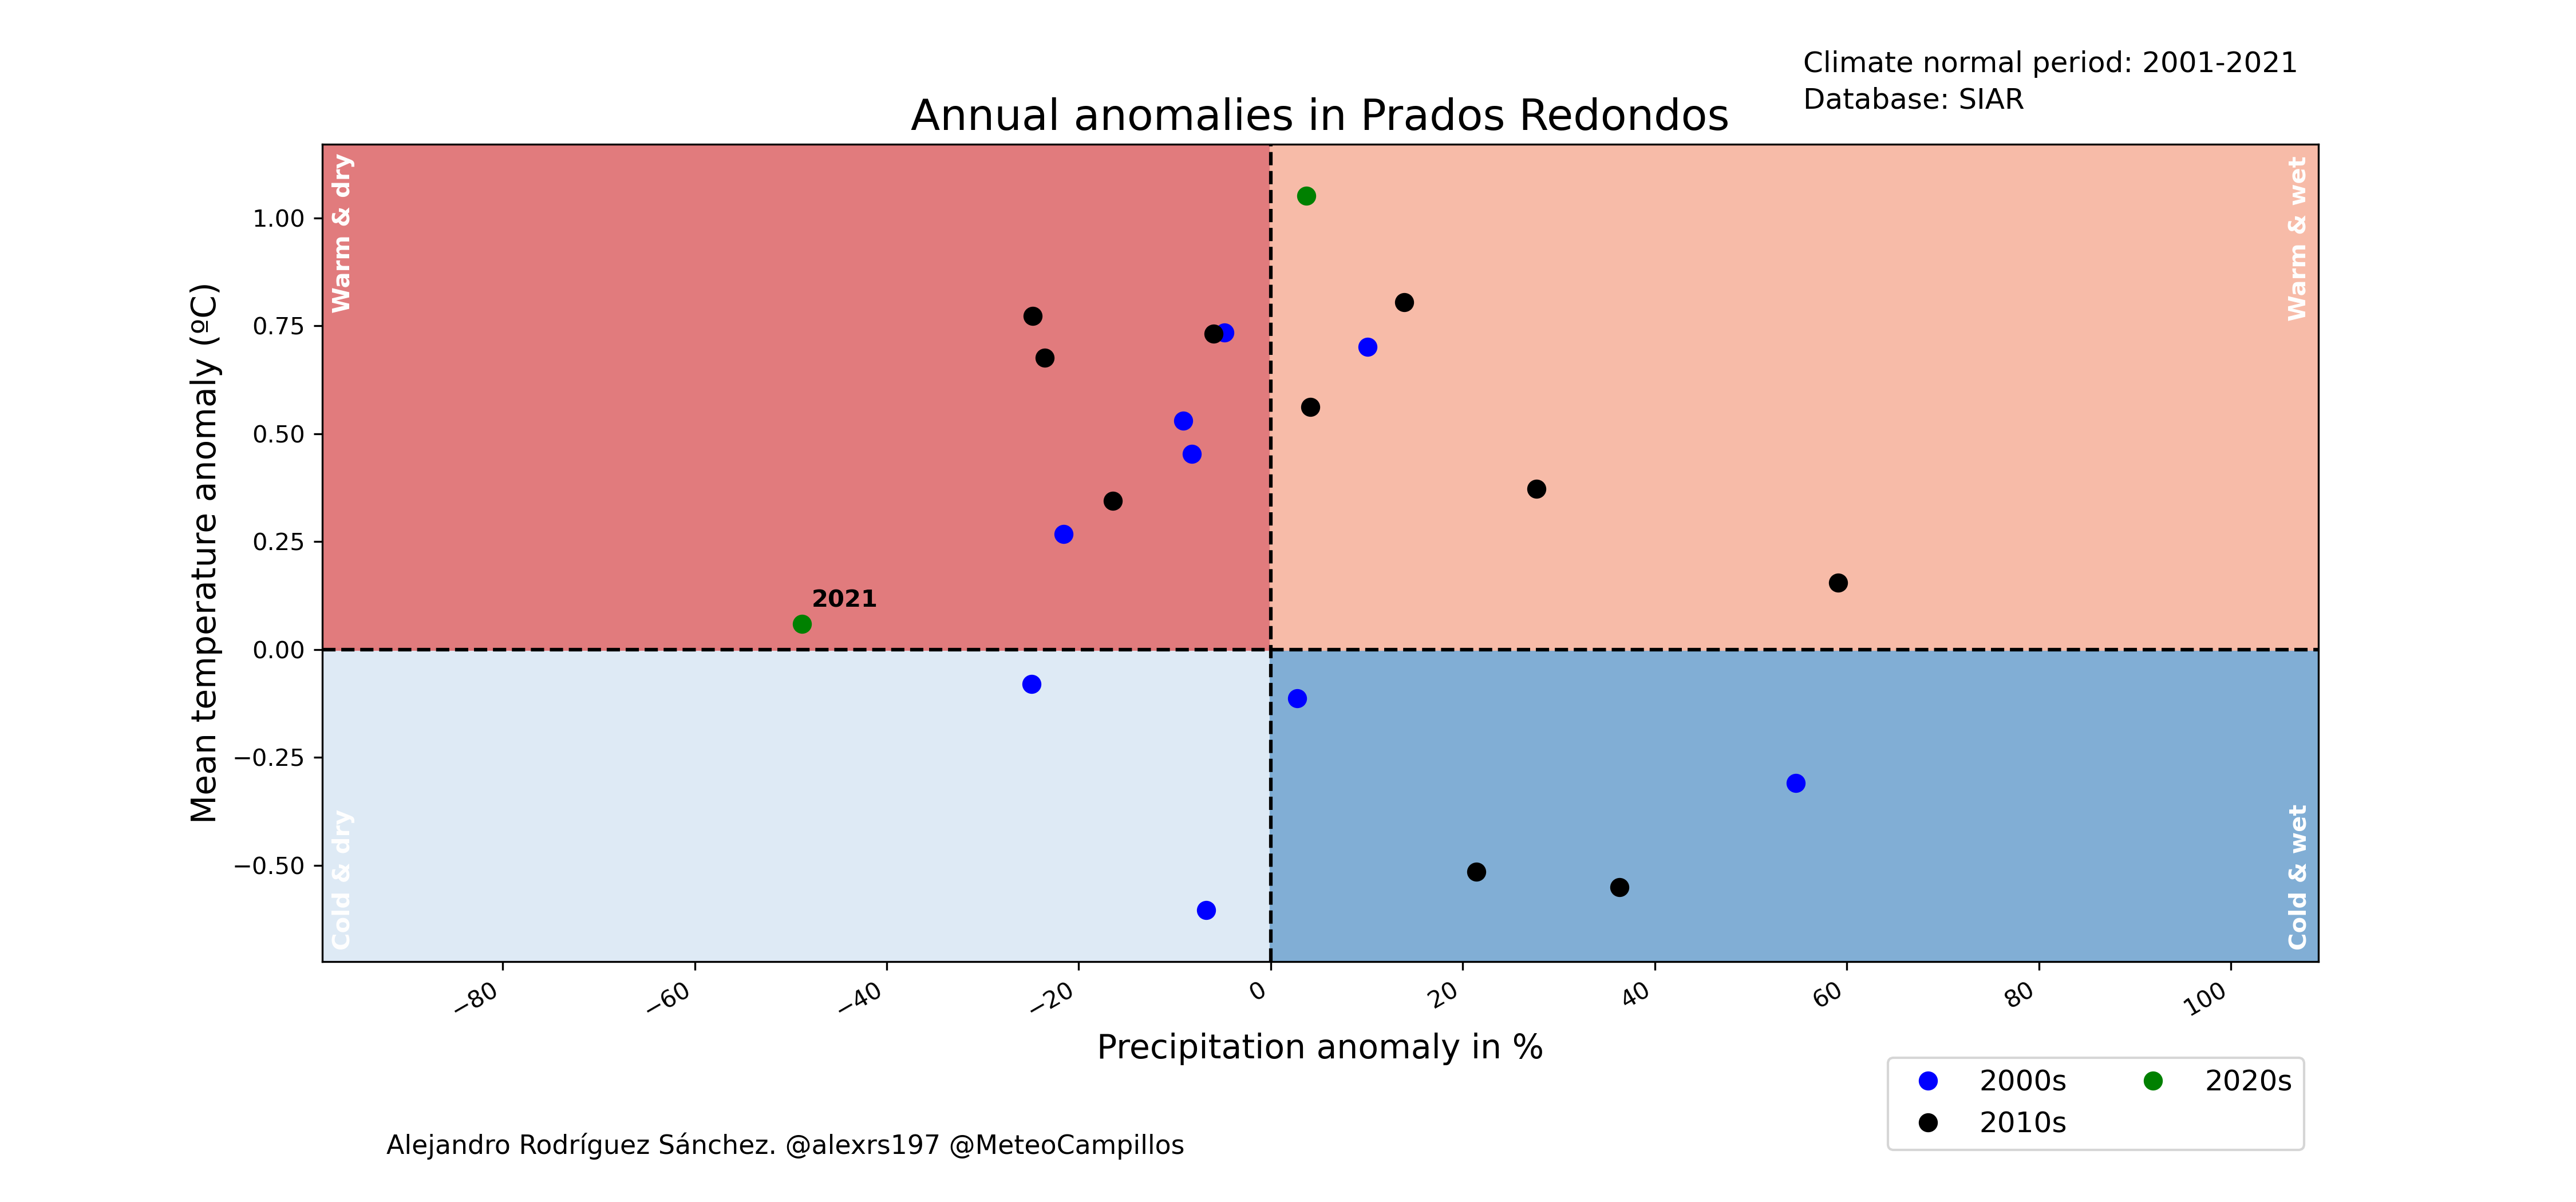 Climate normal period: 2001-2021
Database: SIAR
Annual anomalies in Prados Redondos
Warm & dry
Warm & wet
1.00
0.75
0.50
0.25
0.00
−0.25
−0.50
Mean temperature anomaly (ºC)
2021
Cold & dry
Cold & wet
−80
−60
−40
−20
0
20
40
60
80
100
Precipitation anomaly in %
2000s
2010s
2020s
Alejandro Rodríguez Sánchez. @alexrs197 @MeteoCampillos